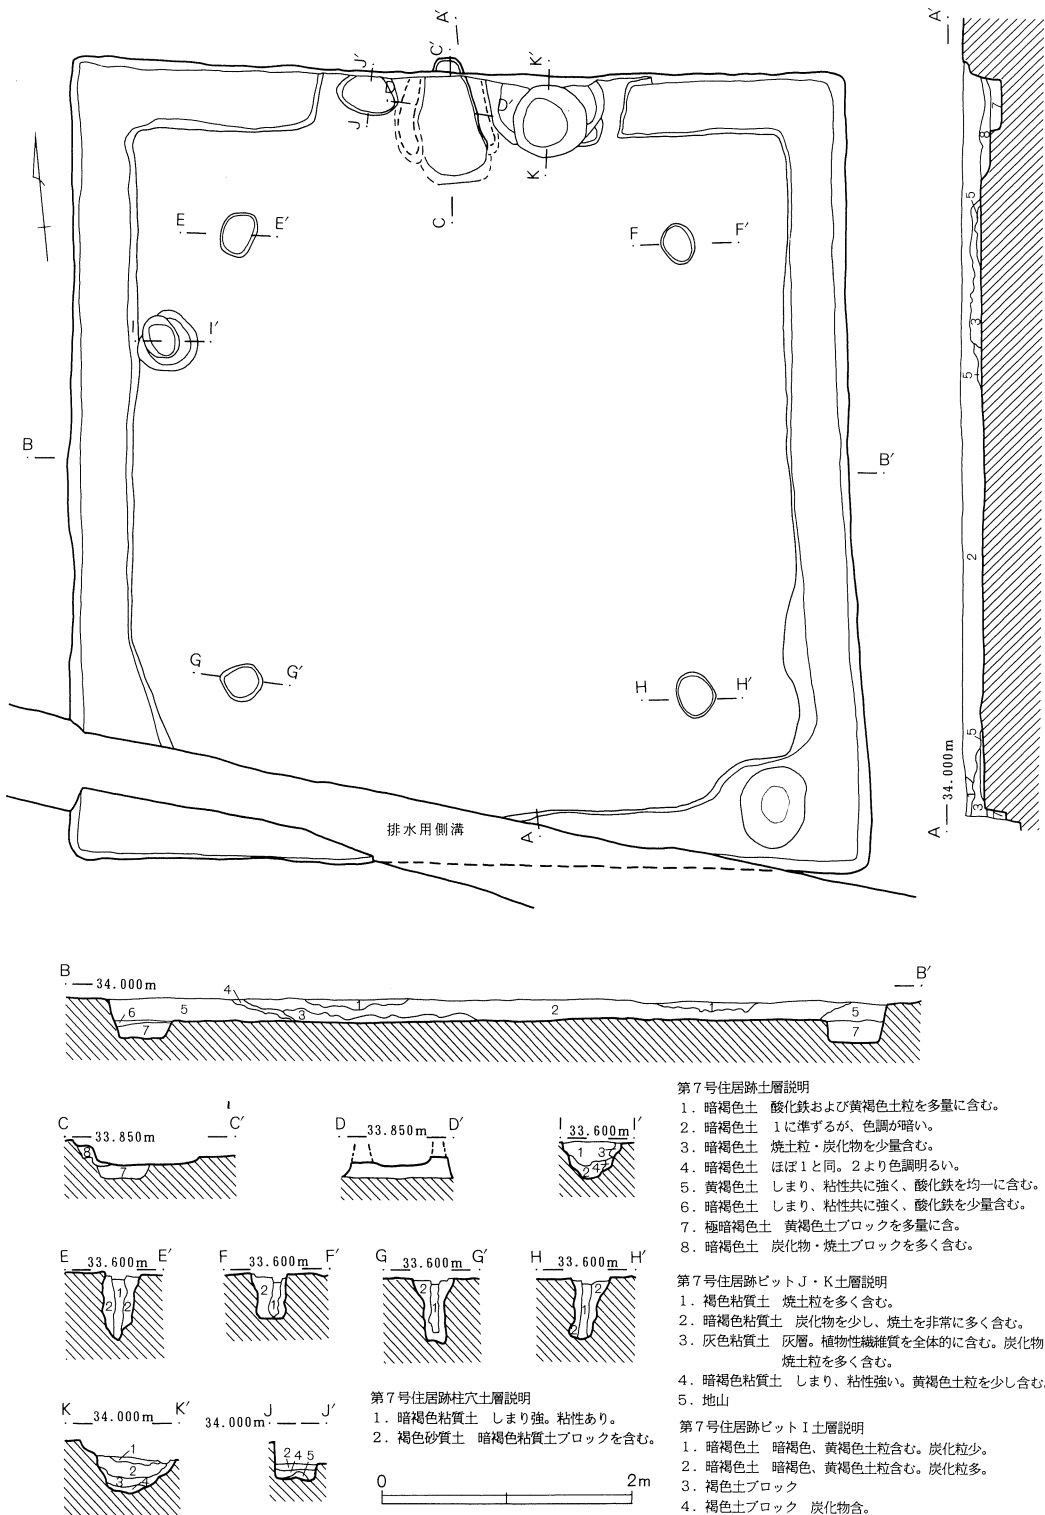 A′
A′
C′
J′
K′
D
D′
J
K
C
E
E′
F
F′
I
I′
B
B′
G
G′
H
H′
A
排水用側溝
7
8
5
3
5
2
5
3
7
A
34.000m
B
34.000m
B′
4
1
1
5
3
2
5
6
7
7
C
33.850m
C′
8
7
D
33.850m
D′
I
33.600m
I′
1
3
2
4
E
33.600m
E′
1
2
2
F
33.600m
F′
2
1
G
33.600m
G′
2
1
H
33.600m
H′
2
1
2
K
34.000m
K′
1
2
3
4
34.000m
J
J′
2 4 5
第7号住居跡土層説明
1．暗褐色土　酸化鉄および黄褐色土粒を多量に含む。
2．暗褐色土　1に準ずるが、色調が暗い。
3．暗褐色土　焼土粒・炭化物を少量含む。
4．暗褐色土　ほぼ1と同。2より色調明るい。
5．黄褐色土　しまり、粘性共に強く、酸化鉄を均一に含む。
6．暗褐色土　しまり、粘性共に強く、酸化鉄を少量含む。
7．極暗褐色土　黄褐色土ブロックを多量に含。
8．暗褐色土　炭化物・焼土ブロックを多く含む。
第7号住居跡ピットJ・K土層説明
1．褐色粘質土　焼土粒を多く含む。
2．暗褐色粘質土　炭化物を少し、焼土を非常に多く含む。
3．灰色粘質土　灰層。植物性繊維質を全体的に含む。炭化物
焼土粒を多く含む。
4．暗褐色粘質土　しまり、粘性強い。黄褐色土粒を少し含む。
5．地山
第7号住居跡ピットI土層説明
1．暗褐色土　暗褐色、黄褐色土粒含む。炭化粒少。
2．暗褐色土　暗褐色、黄褐色土粒含む。炭化粒多。
3．褐色土ブロック
4．褐色土ブロック　炭化物含。
第7号住居跡柱穴土層説明
1．暗褐色粘質土　しまり強。粘性あり。
2．褐色砂質土　暗褐色粘質土ブロックを含む。
0
2m